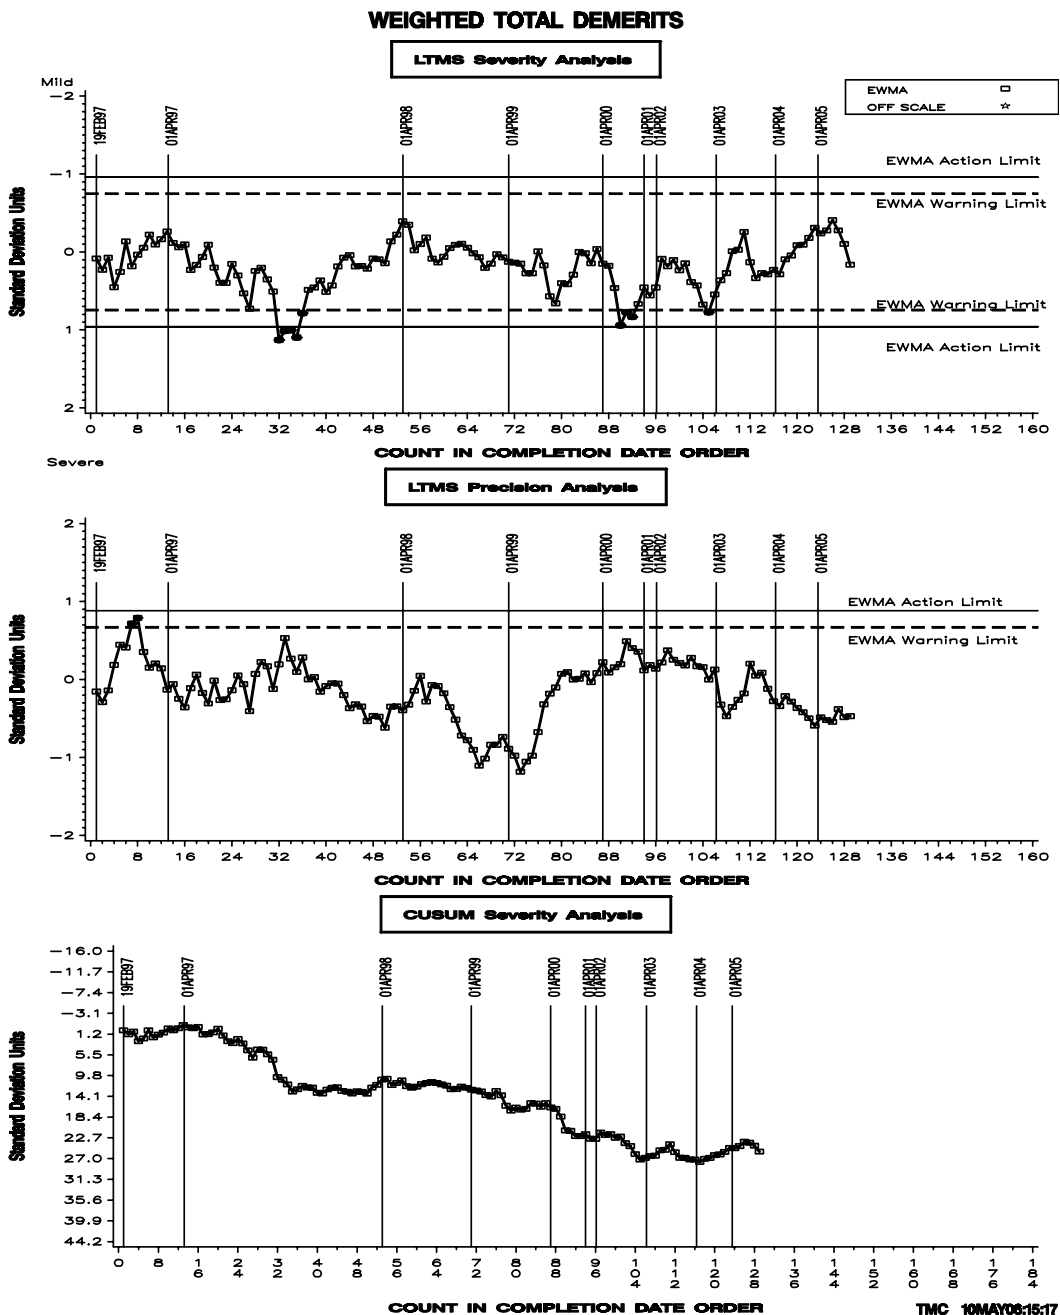 WEIGHTED TOTAL DEMERITS
LTMS Severity Analysis
Mild
EWMA
OFF SCALE
Standard Deviation Units
-2
-1
0
1
2
19FEB97
01APR97
01APR98
01APR99
01APR00
01APR01
01APR02
01APR03
01APR04
01APR05
EWMA Action Limit
EWMA Warning Limit
EWMA Warning Limit
EWMA Action Limit
0 8 16 24 32 40 48 56 64 72 80 88 96 104 112 120 128 136 144 152 160
COUNT IN COMPLETION DATE ORDER
Severe
LTMS Precision Analysis
Standard Deviation Units
2
1
0
-1
-2
19FEB97
01APR97
01APR98
01APR99
01APR00
01APR01
01APR02
01APR03
01APR04
01APR05
EWMA Action Limit
EWMA Warning Limit
0 8 16 24 32 40 48 56 64 72 80 88 96 104 112 120 128 136 144 152 160
COUNT IN COMPLETION DATE ORDER
CUSUM Severity Analysis
Standard Deviation Units
-16.0
-11.7
-7.4
-3.1
1.2
5.5
9.8
14.1
18.4
22.7
27.0
31.3
35.6
39.9
44.2
19FEB97
01APR97
01APR98
01APR99
01APR00
01APR01
01APR02
01APR03
01APR04
01APR05
0 8 16 24 32 40 48 56 64 72 80 88 96 104 112 120 128 136 144 152 160 168 176 184
COUNT IN COMPLETION DATE ORDER
TMC 10MAY06:15:17